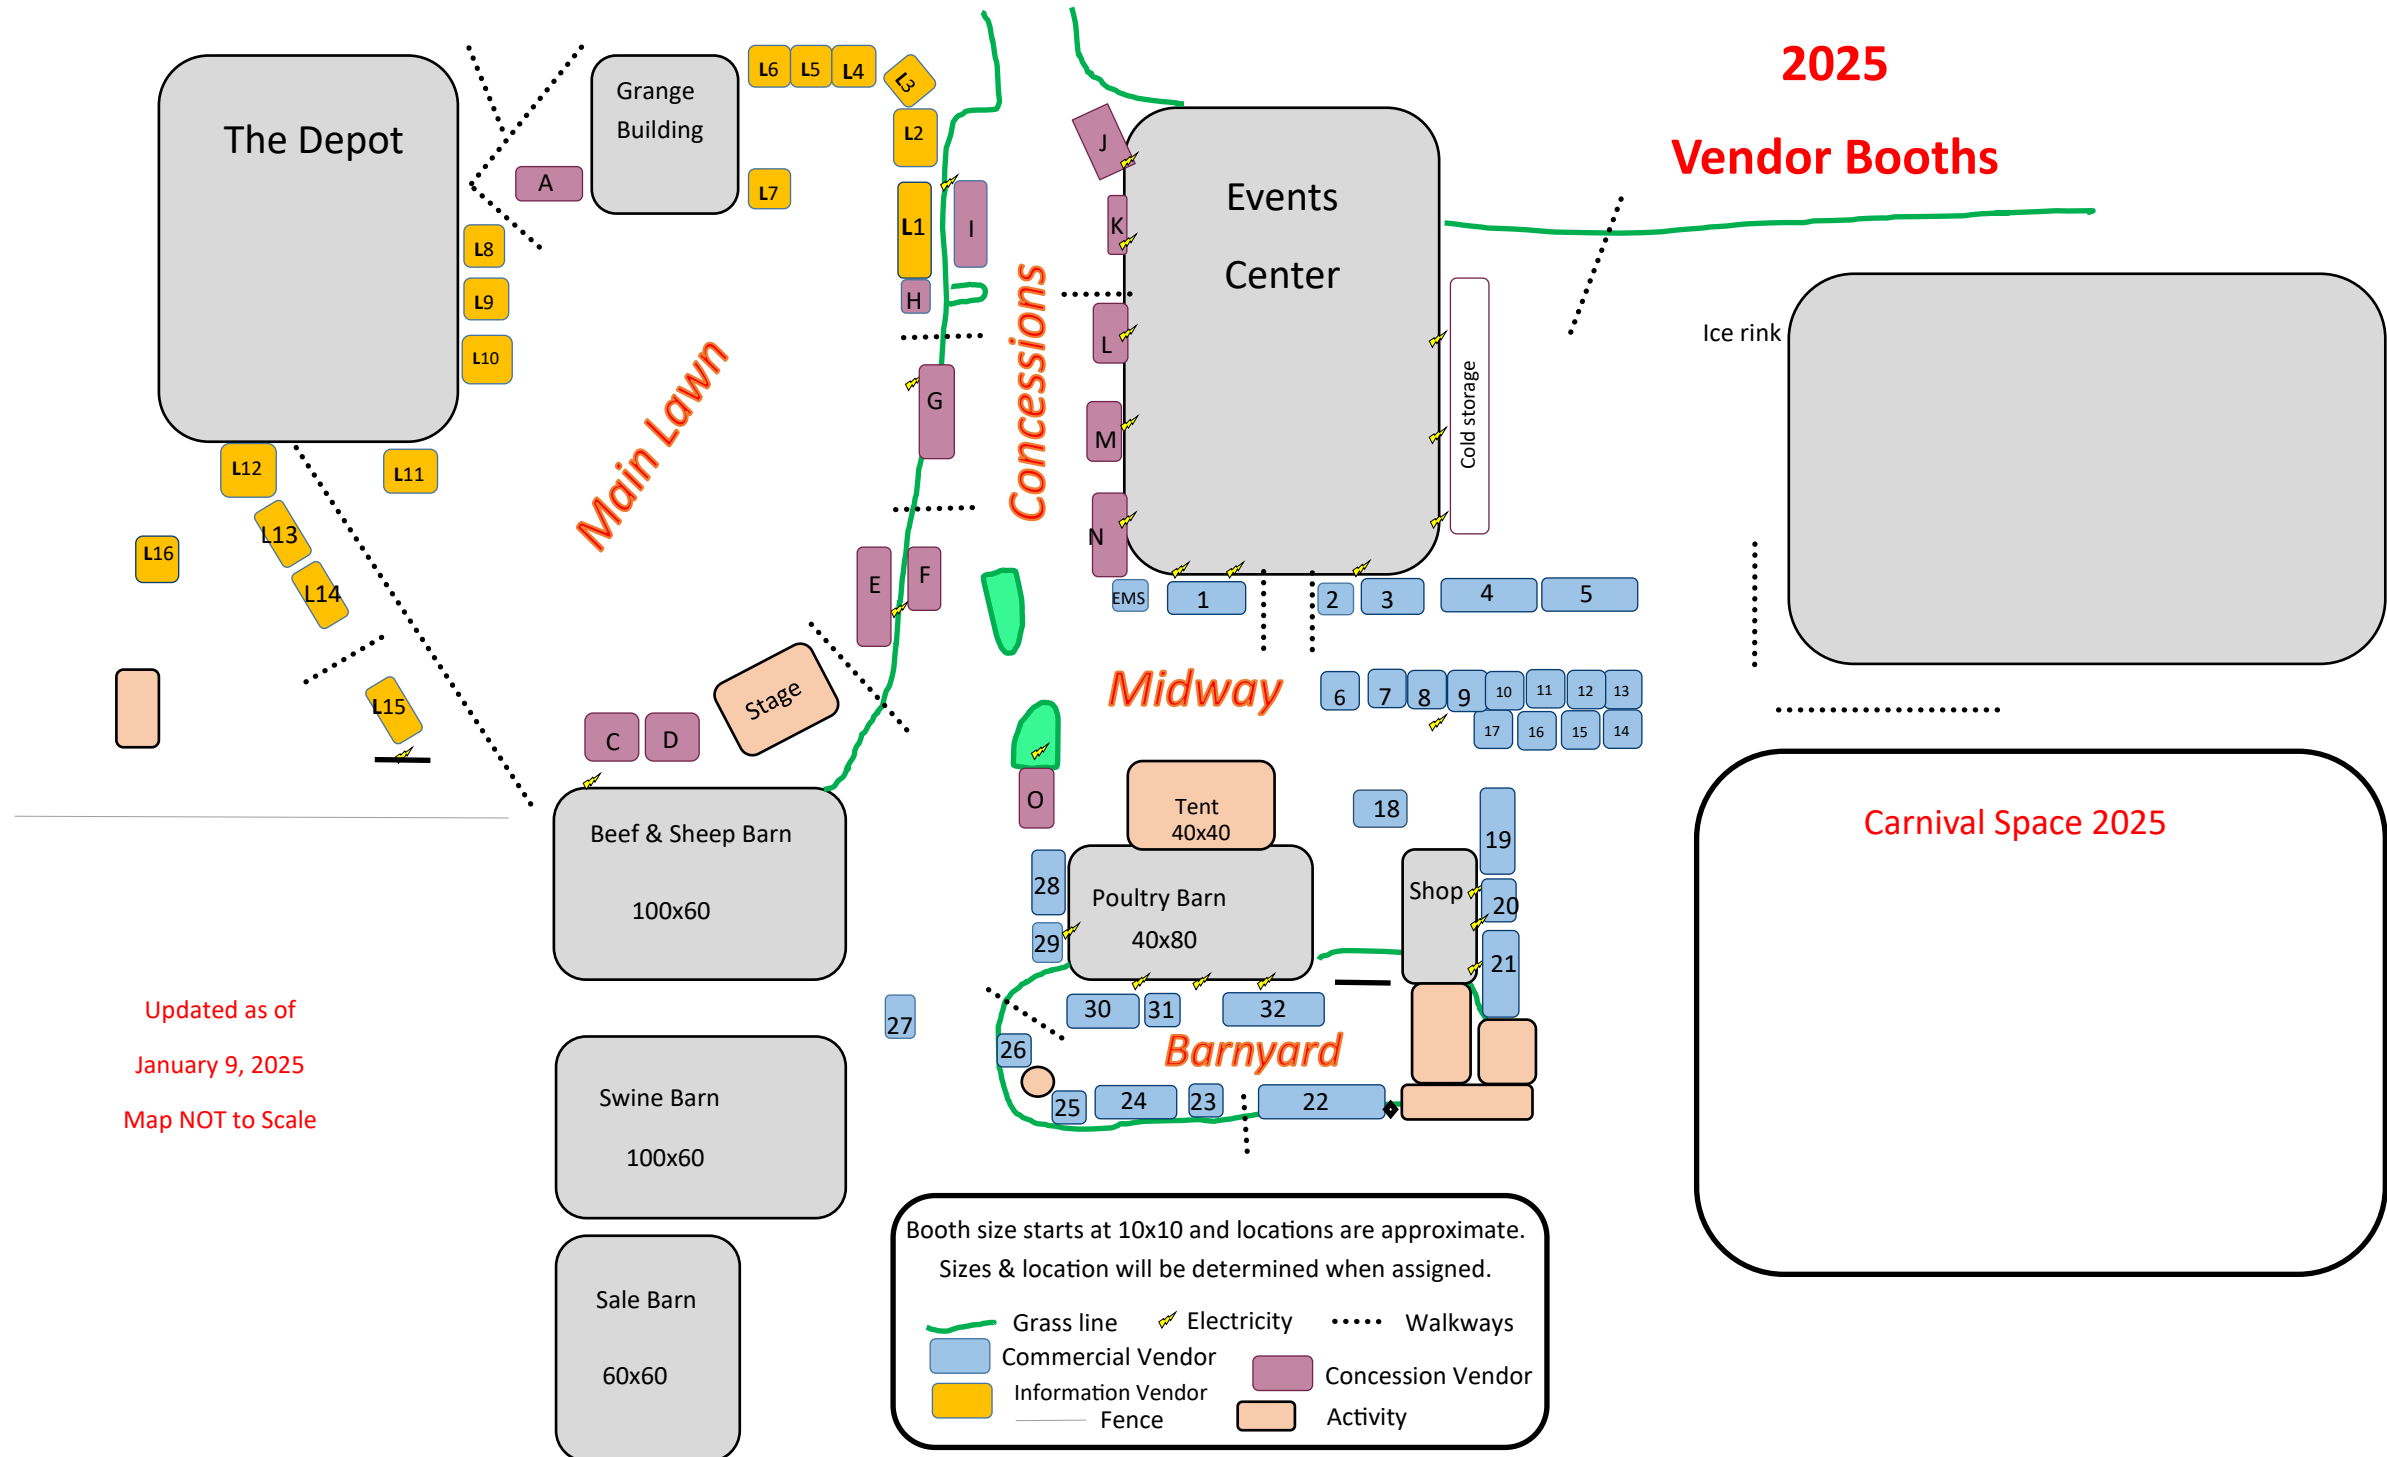 2025
Vendor Booths
The Depot
Grange
Building
L6
L5
L4
L3
L2
L7
A
L8
L9
L10
L1
I
H
G
J
K
L
M
N
Events
Center
Cold storage
Ice rink
Main Lawn
Concessions
L12
L11
L13
L14
L16
L15
E
F
C
D
Stage
EMS
1
2
3
4
5
Midway
6
7
8
9
10
11
12
13
17
16
15
14
O
Tent
40x40
18
19
20
21
Shop
Carnival Space 2025
Beef & Sheep Barn
100x60
28
29
Poultry Barn
40x80
30
31
32
27
26
25
24
23
22
Barnyard
Updated as of
January 9, 2025
Map NOT to Scale
Swine Barn
100x60
Sale Barn
60x60
Booth size starts at 10x10 and locations are approximate.
Sizes & location will be determined when assigned.
Grass line
Electricity
Walkways
Commercial Vendor
Concession Vendor
Information Vendor
Fence
Activity